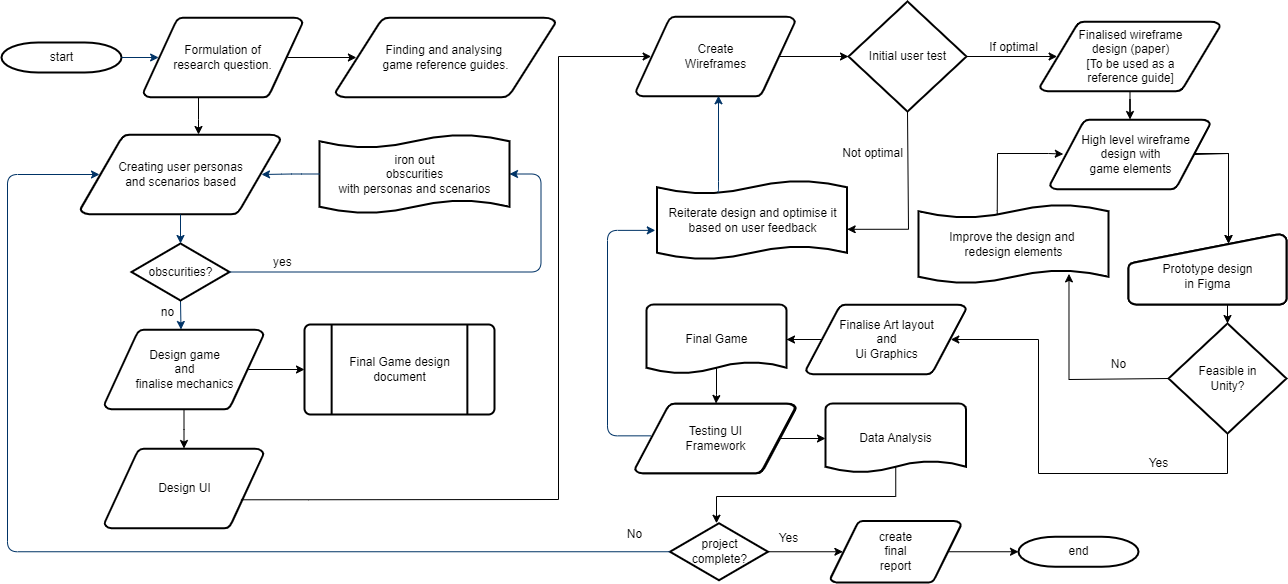 start
Formulation of
research question.
Finding and analysing
game reference guides.
Create
Wireframes
Initial user test
If optimal
Finalised wireframe
design (paper)
[To be used as a
reference guide]
Creating user personas
and scenarios based
iron out
obscurities
with personas and scenarios
Not optimal
High level wireframe
design with
game elements
Reiterate design and optimise it
based on user feedback
Improve the design and
redesign elements
obscurities?
yes
no
Prototype design
in Figma
Design game
and
finalise mechanics
Final Game design
document
Final Game
Finalise Art layout
and
Ui Graphics
No
Feasible in
Unity?
Testing UI
Framework
Data Analysis
Yes
Design UI
No
project
complete?
Yes
create
final
report
end